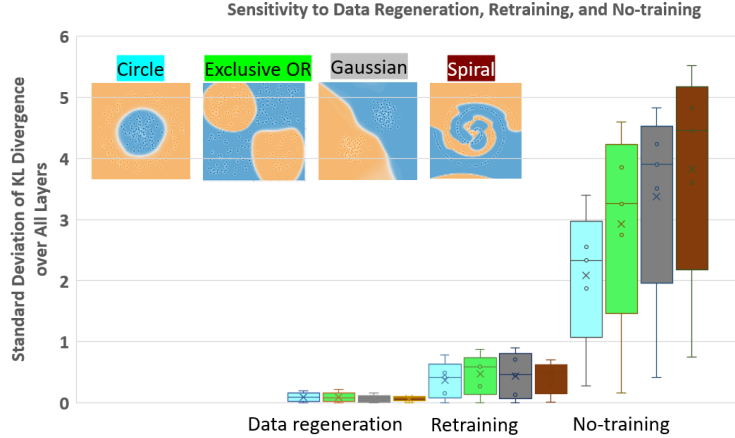 Sensitivity to Data Regeneration, Retraining, and No-training
Standard Deviation of KL Divergence
over All Layers
6
5
4
3
2
1
0
Circle
Exclusive OR
Gaussian
Spiral
Data regeneration
Retraining
No-training